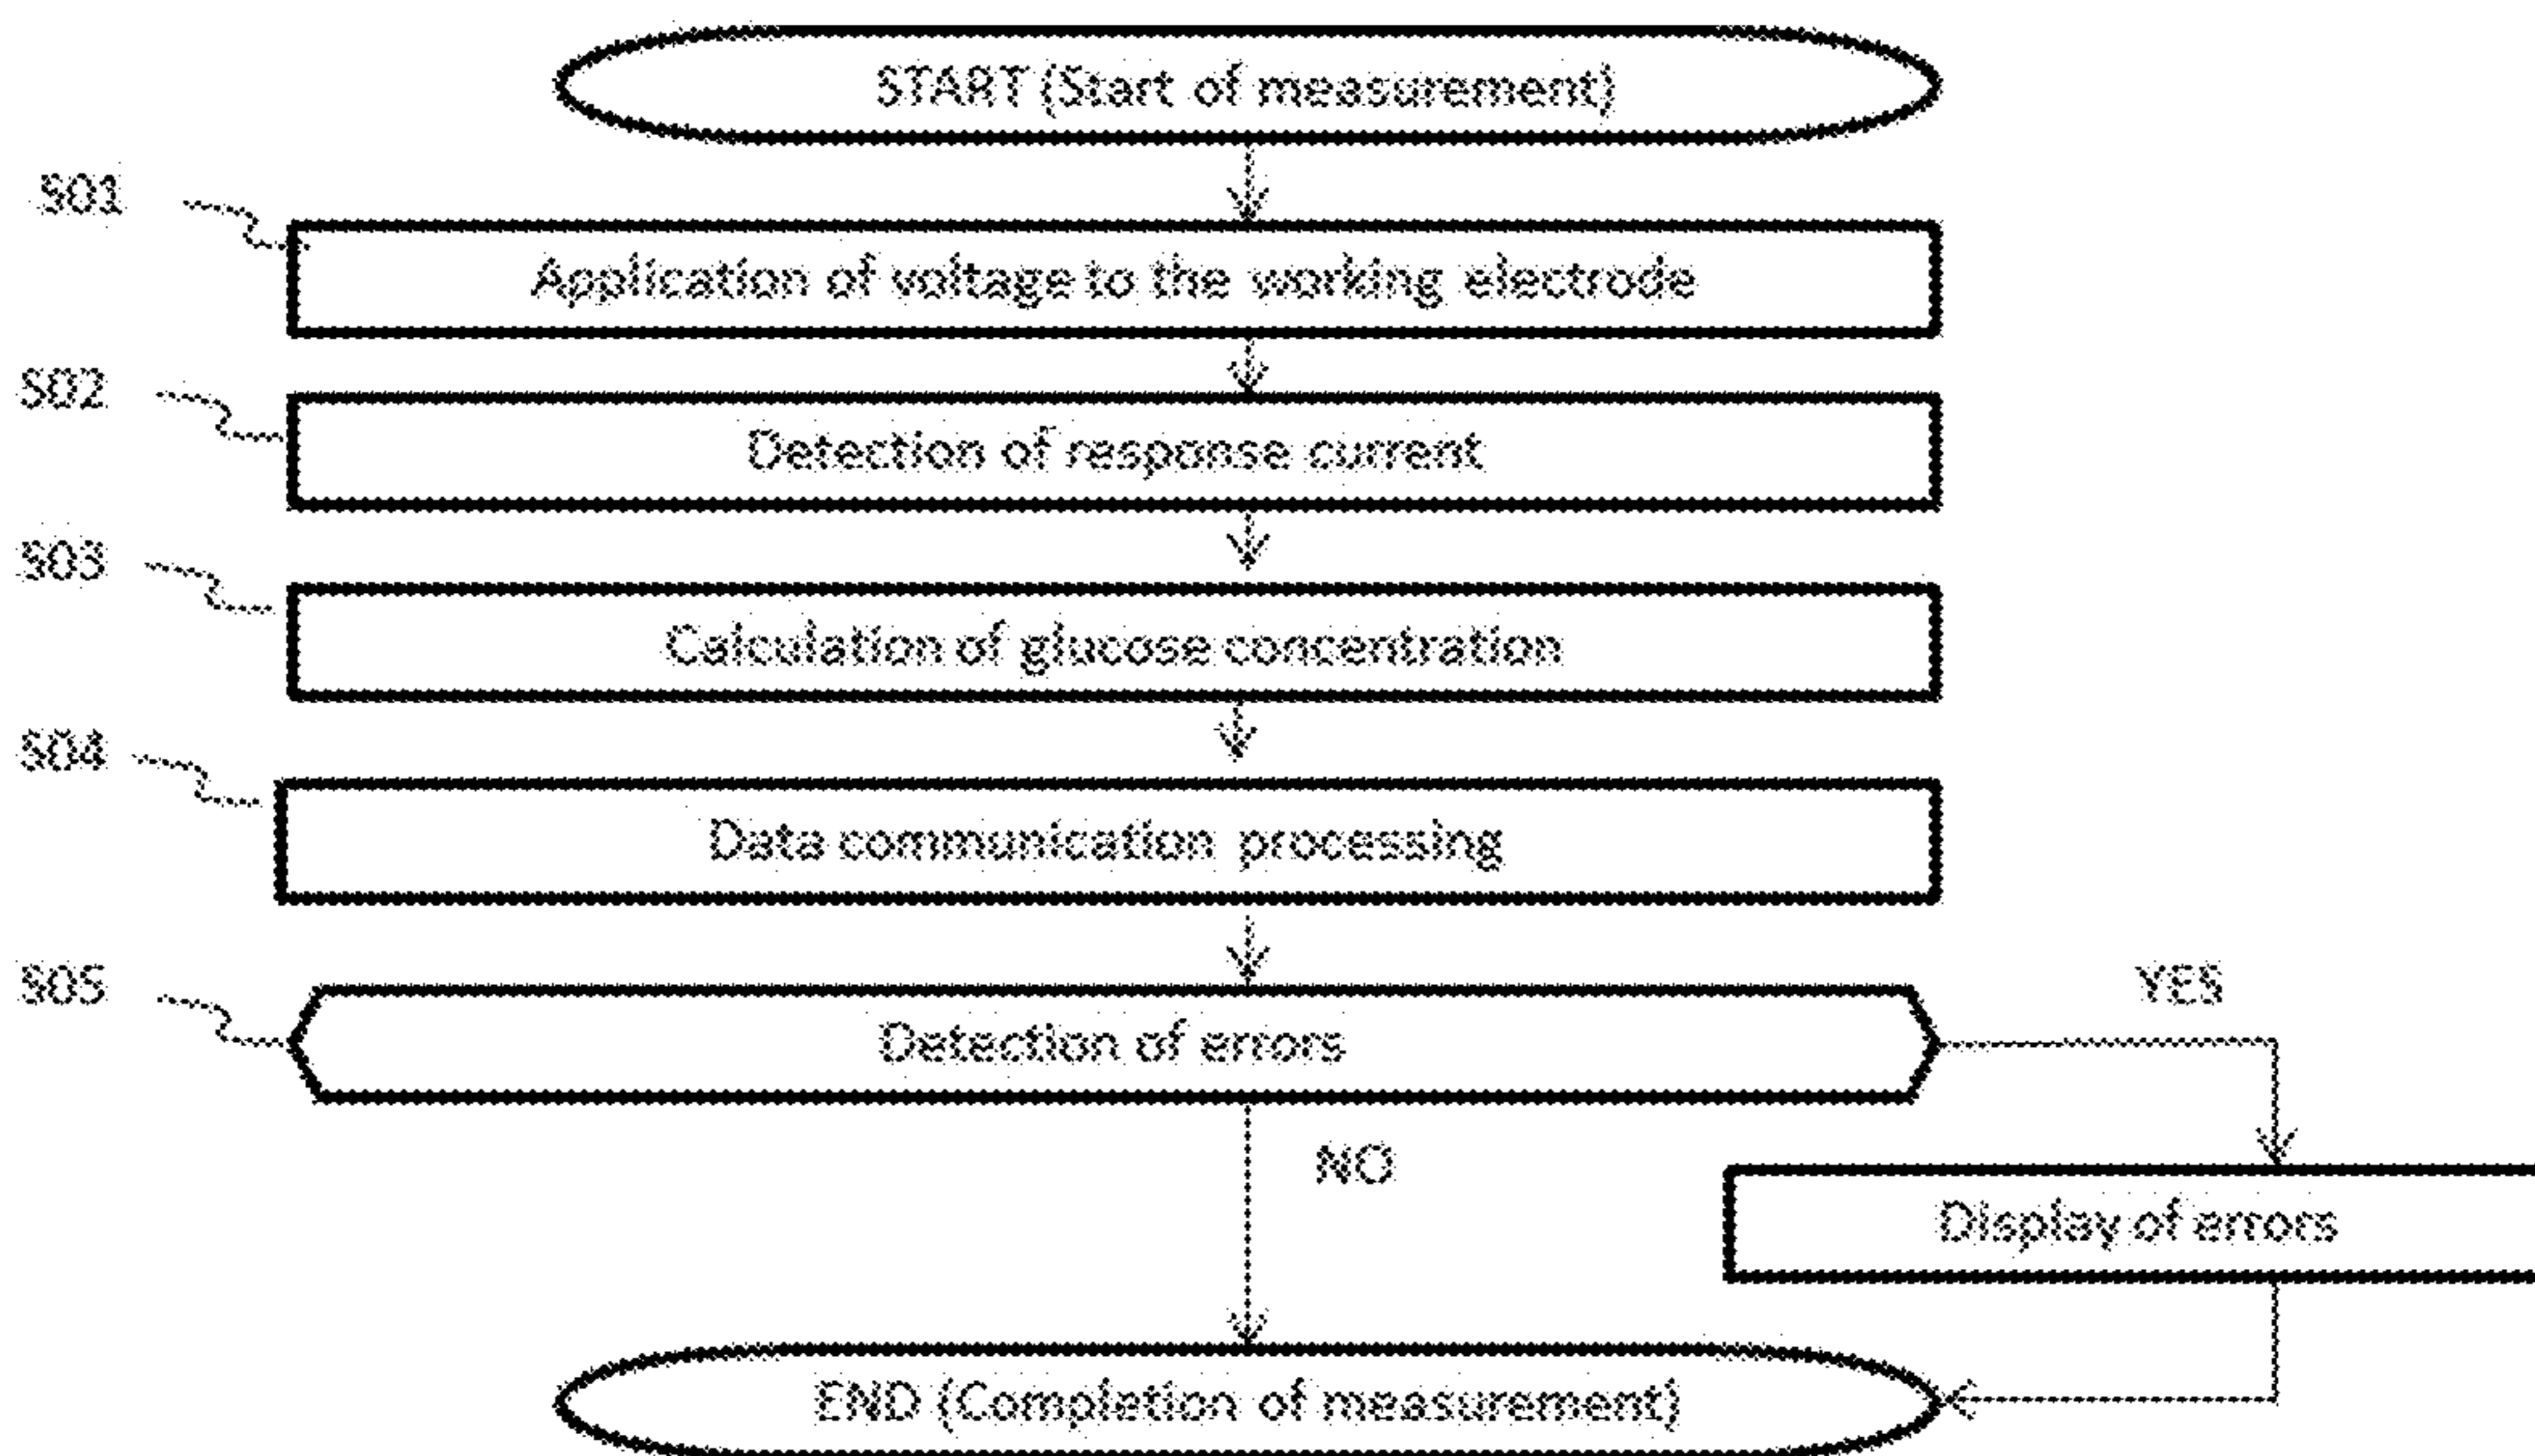 START (Start of measurement)
S01
Application of voltage to the working electrode
S02
Detection of response current
S03
Calculation of glucose concentration
S04
Data communication processing
S05
Detection of errors
YES
NO
Display of errors
END (Completion of measurement)